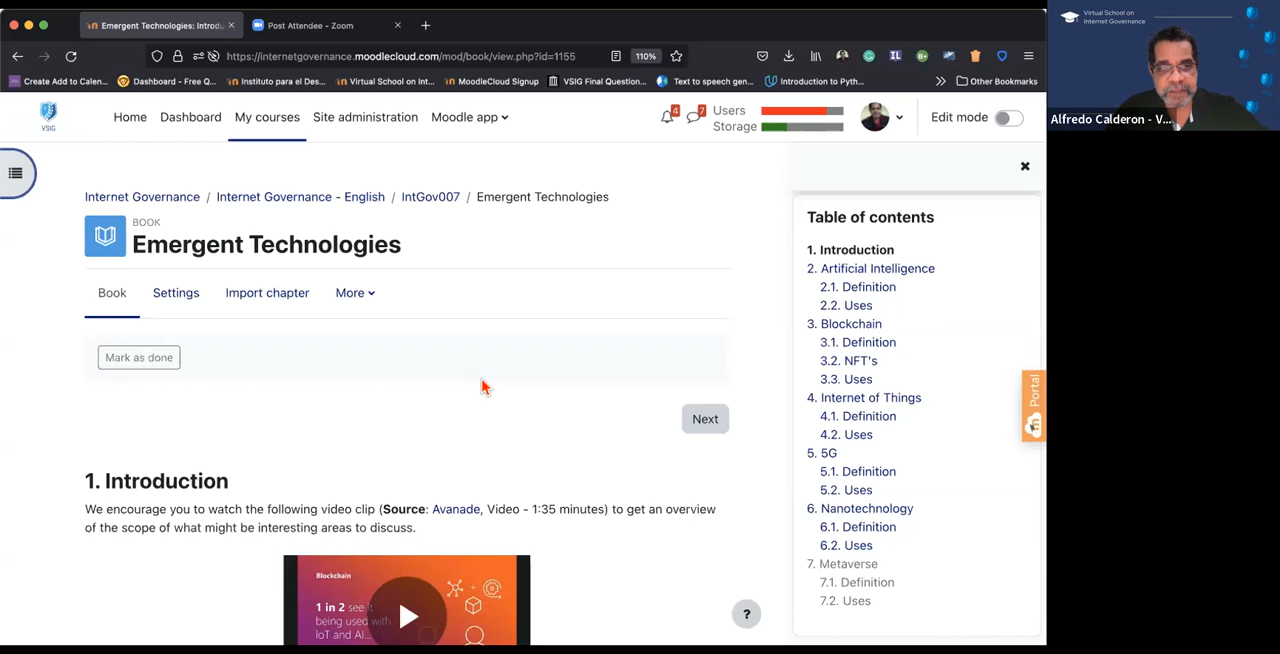 Emergent Technologies: Introdu
Post Attendee - Zoom
https://internetgovernance.moodlecloud.com/mod/book/view.php?id=1155
110%
Create Add to Calen...
Dashboard - Free Q...
Instituto para el Des...
Virtual School on Int...
MoodleCloud Signup
VSIG Final Question...
Text to speech gen...
Introduction to Pyth...
Other Bookmarks
VSIG
Home
Dashboard
My courses
Site administration
Moodle app
4
7
Users
Storage
Edit mode
Internet Governance / Internet Governance - English / IntGov007 / Emergent Technologies
BOOK
Emergent Technologies
Book
Settings
Import chapter
More
Mark as done
Next
1. Introduction
We encourage you to watch the following video clip (Source: Avanade, Video - 1:35 minutes) to get an overview
of the scope of what might be interesting areas to discuss.
Blockchain
1 in 2 see it
being used with
IoT and AI...
?
Table of contents
1. Introduction
2. Artificial Intelligence
2.1. Definition
2.2. Uses
3. Blockchain
3.1. Definition
3.2. NFT's
3.3. Uses
4. Internet of Things
4.1. Definition
4.2. Uses
5. 5G
5.1. Definition
5.2. Uses
6. Nanotechnology
6.1. Definition
6.2. Uses
7. Metaverse
7.1. Definition
7.2. Uses
Portal
Virtual School on
Internet Governance
Alfredo Calderon - V...